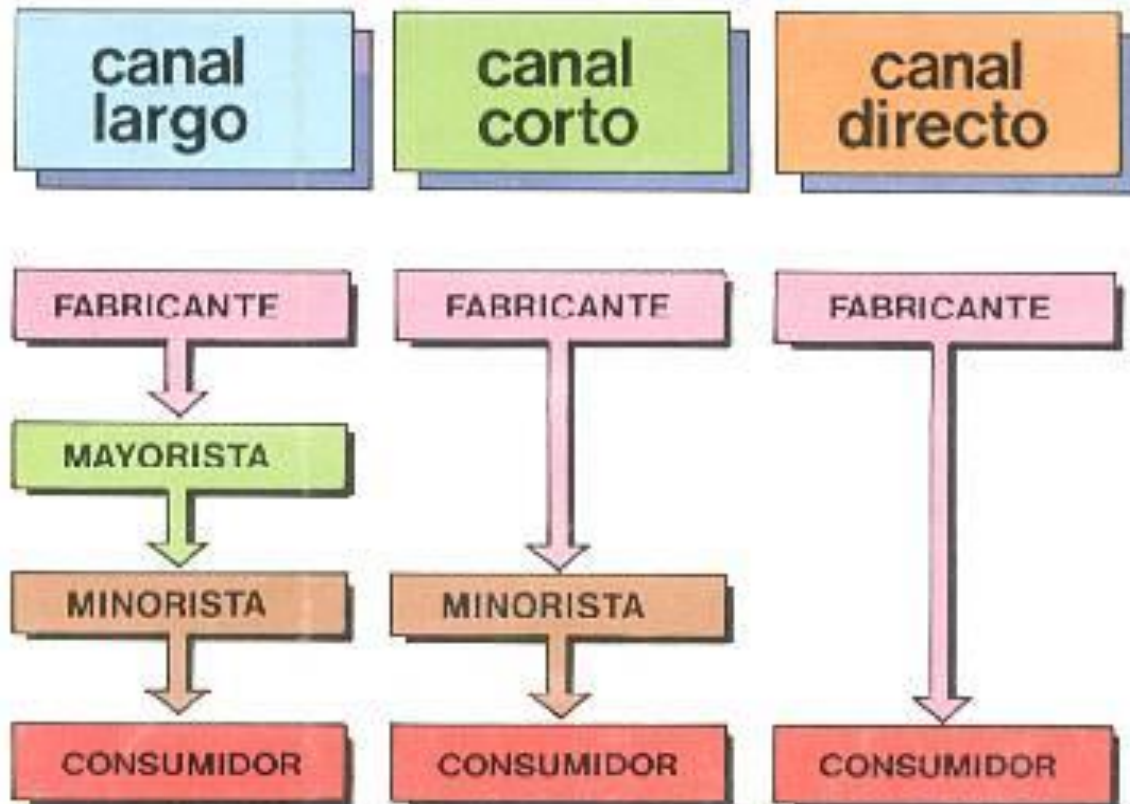 canal
largo
FABRICANTE
MAYORISTA
MINORISTA
CONSUMIDOR
canal
corto
FABRICANTE
MINORISTA
CONSUMIDOR
canal
directo
FABRICANTE
CONSUMIDOR